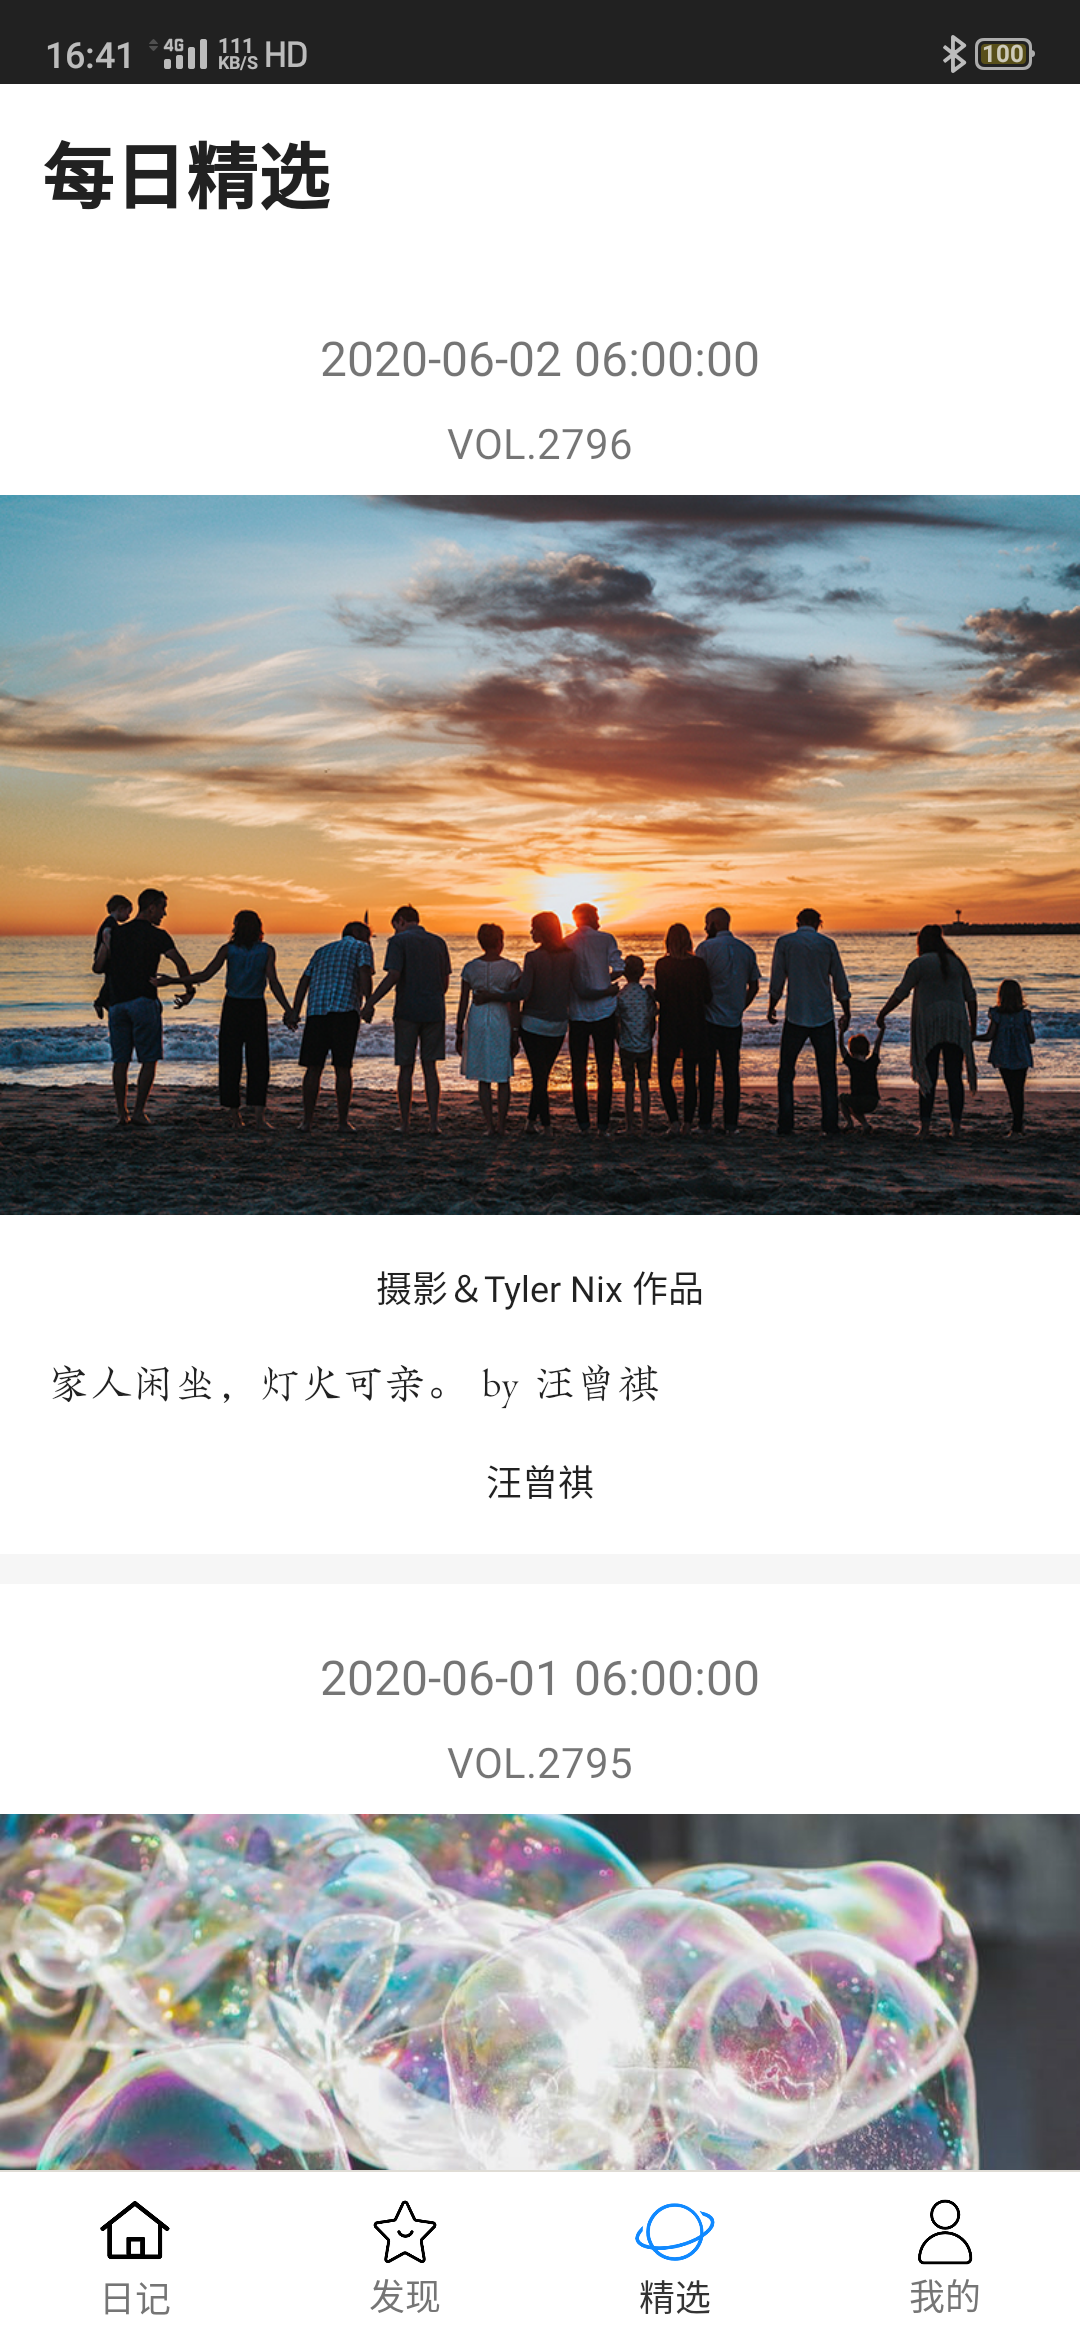 16:41 4G 111 KB/S HD 100
每日精选
2020-06-02 06:00:00
VOL.2796
摄影＆Tyler Nix 作品
家人闲坐，灯火可亲。 by 汪曾祺
汪曾祺
2020-06-01 06:00:00
VOL.2795
日记 发现 精选 我的